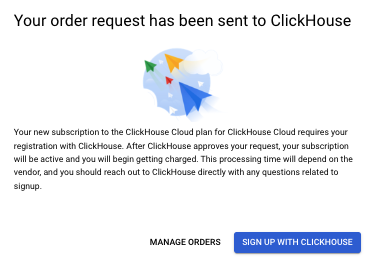 Your order request has been sent to ClickHouse
Your new subscription to the ClickHouse Cloud plan for ClickHouse Cloud requires your
registration with ClickHouse. After ClickHouse approves your request, your subscription
will be active and you will begin getting charged. This processing time will depend on the
vendor, and you should reach out to ClickHouse directly with any questions related to
signup.
MANAGE ORDERS
SIGN UP WITH CLICKHOUSE